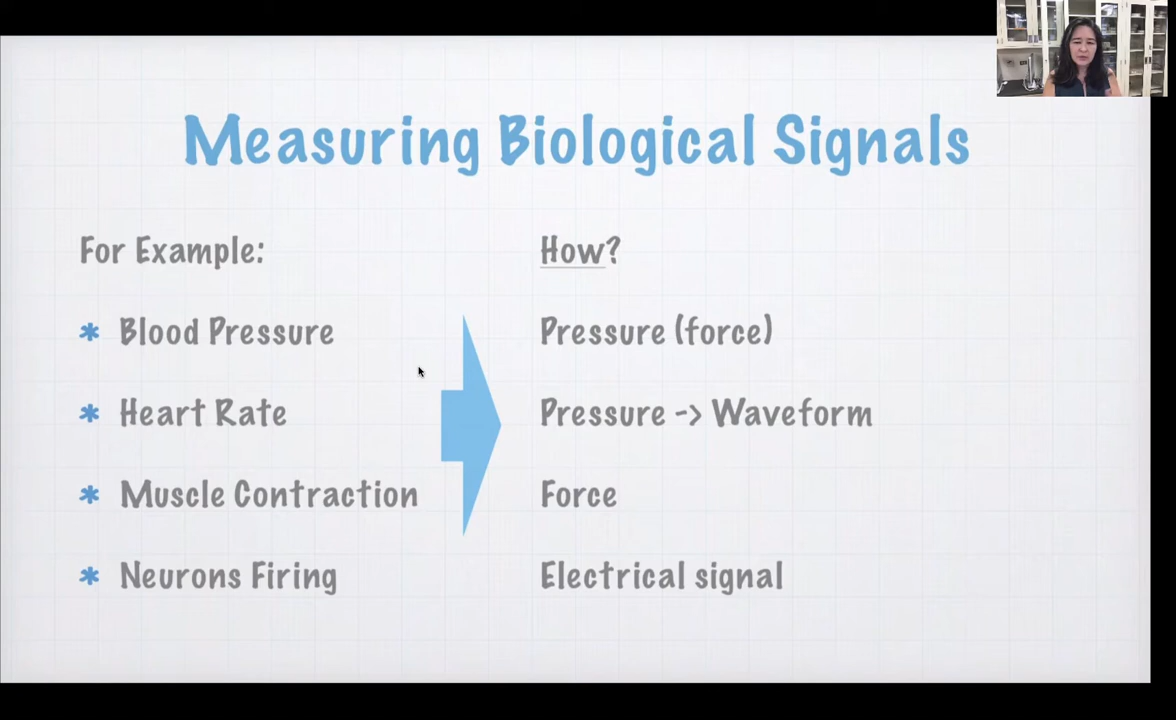 Measuring Biological Signals
For Example:
* Blood Pressure
* Heart Rate
* Muscle Contraction
* Neurons Firing
How?
Pressure (force)
Pressure -> Waveform
Force
Electrical signal